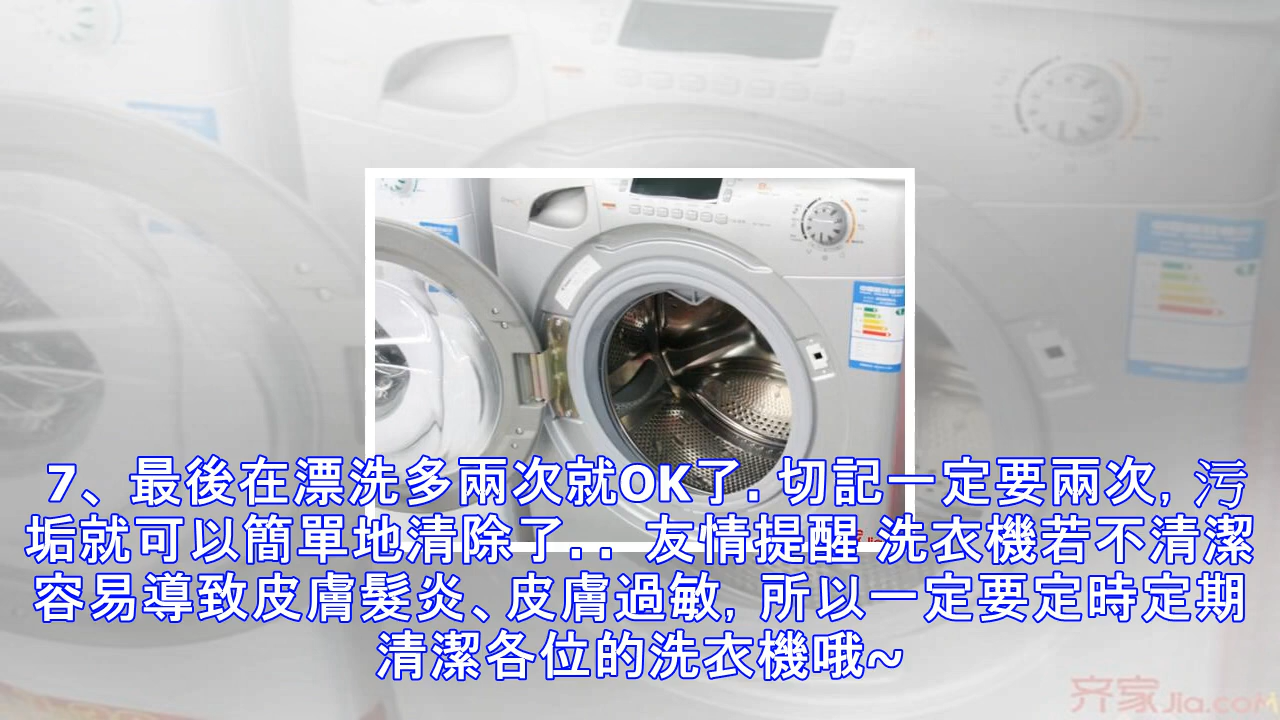 7、最後在漂洗多兩次就OK了.切記一定要兩次,污
垢就可以簡單地清除了.. 友情提醒 洗衣機若不清潔
容易導致皮膚髮炎、皮膚過敏,所以一定要定時定期
清潔各位的洗衣機哦~
齐家Jia.com